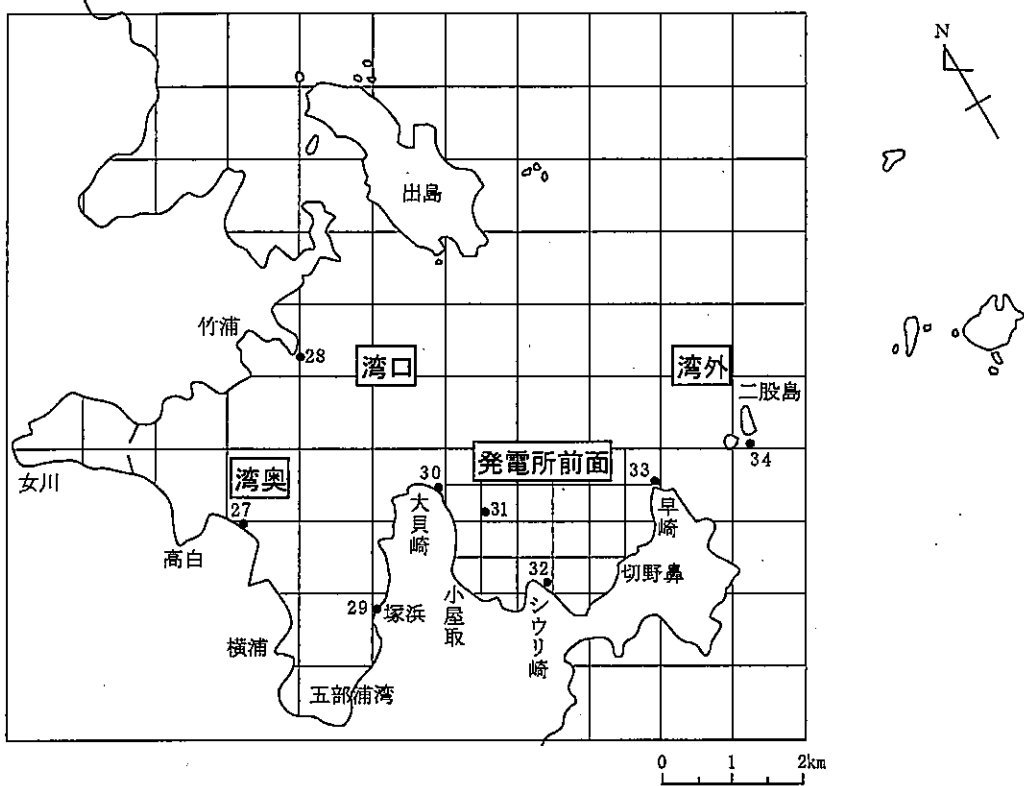 N
出島
竹浦
28
湾口
湾外
二股島
34
発電所前面
33
30
31
大貝崎
早崎
女川
湾奥
27
高白
32
切野鼻
シウリ崎
小屋取
29
塚浜
横浦
五部浦湾
0 1 2km